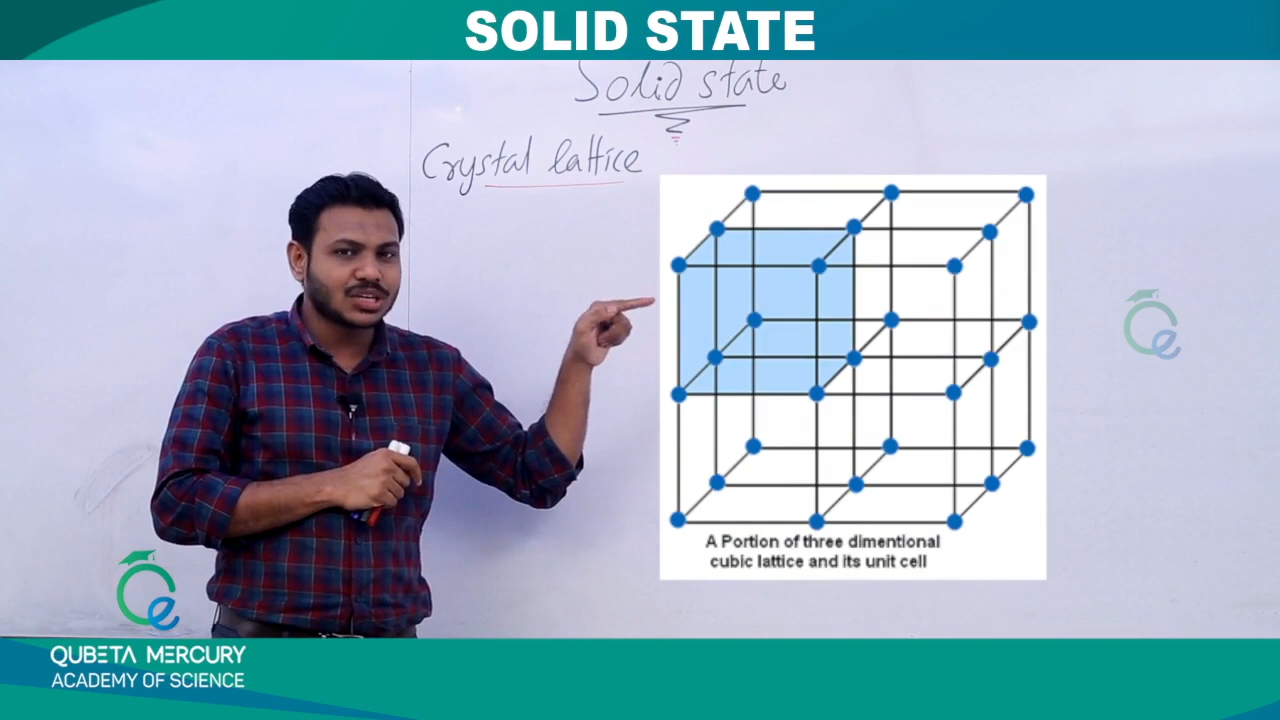 SOLID STATE
Solid state
Crystal lattice
A Portion of three dimentional
cubic lattice and its unit cell
QUBETA MERCURY
ACADEMY OF SCIENCE